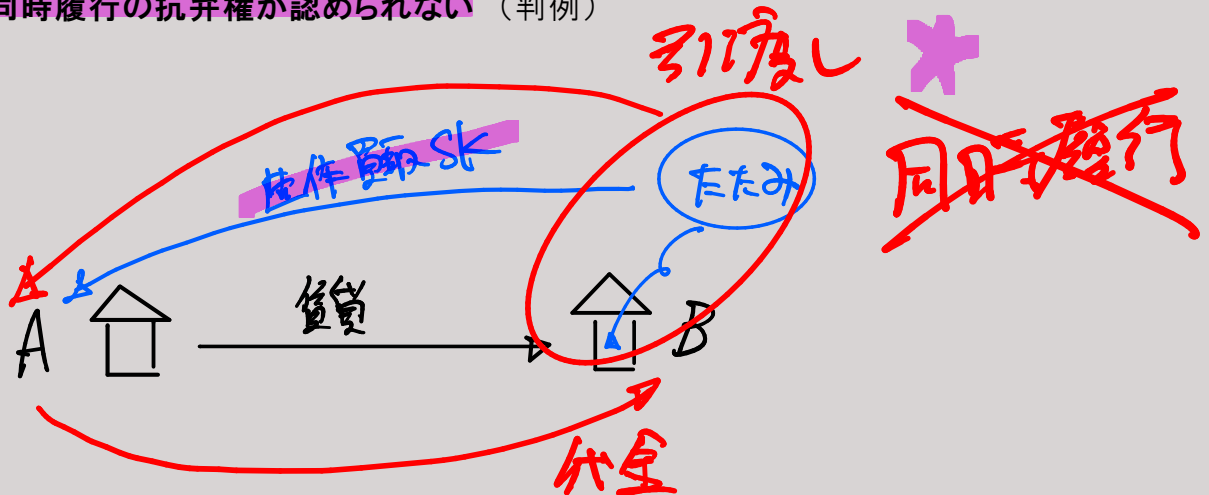 同時履行の抗弁権が認められない（判例）
引渡し
造作買取SK
たたみ
同時履行
A
賃貸
B
代金